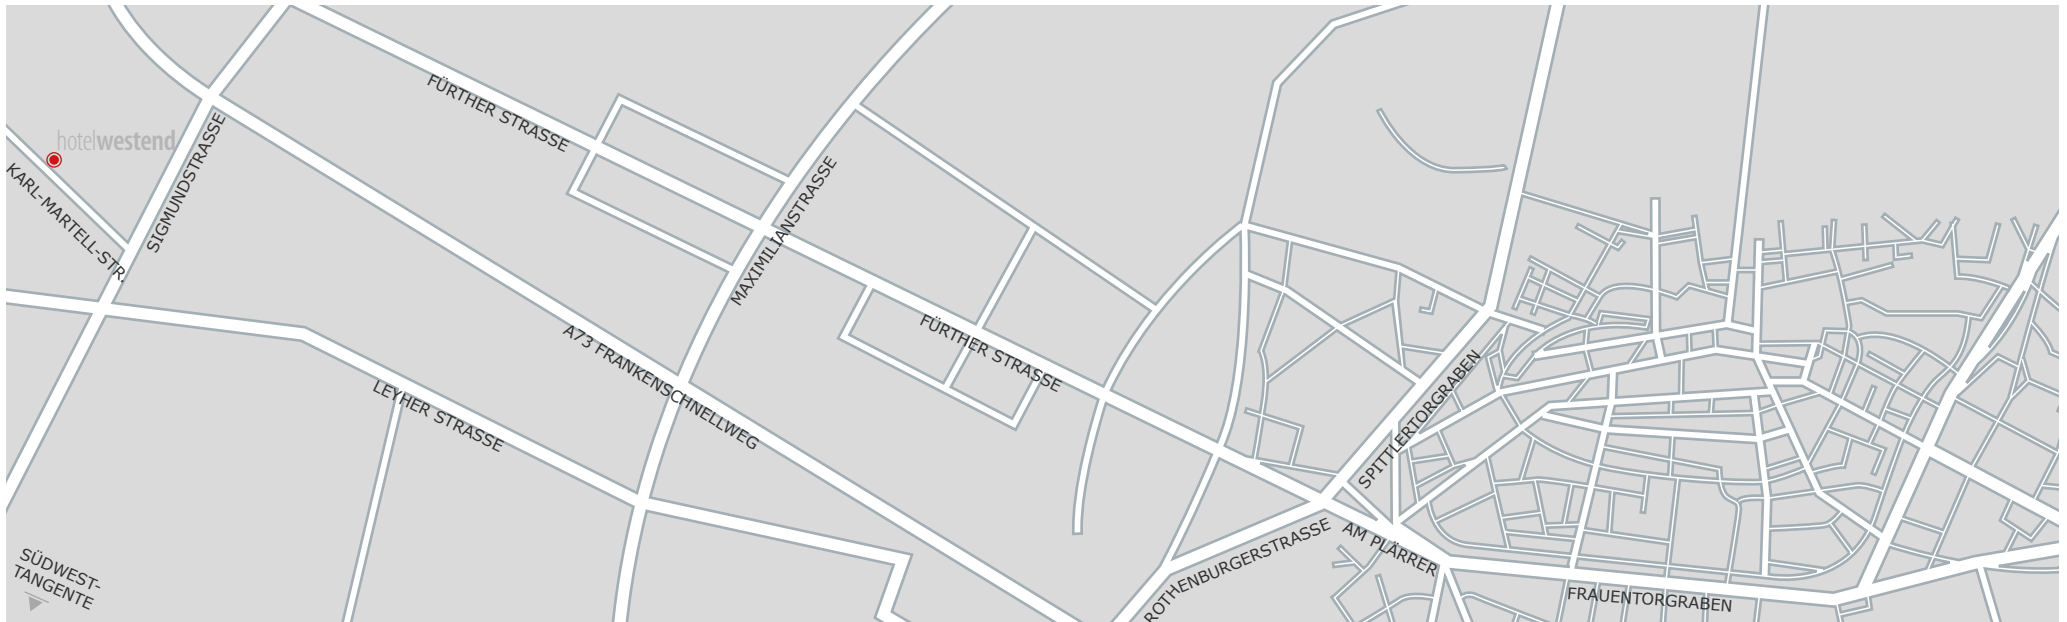 FÜRTHER STRASSE
hotelwestend
KARL-MARTELL-STR.
SIGMUNDSTRASSE
MAXIMILIANSTRASSE
A73 FRANKENSCHNELLWEG
FÜRTHER STRASSE
LEYHER STRASSE
SPITTLERTORGRABEN
ROTHENBURGERSTRASSE
AM PLÄRRER
SÜDWEST-
TANGENTE
FRAUENTORGRABEN